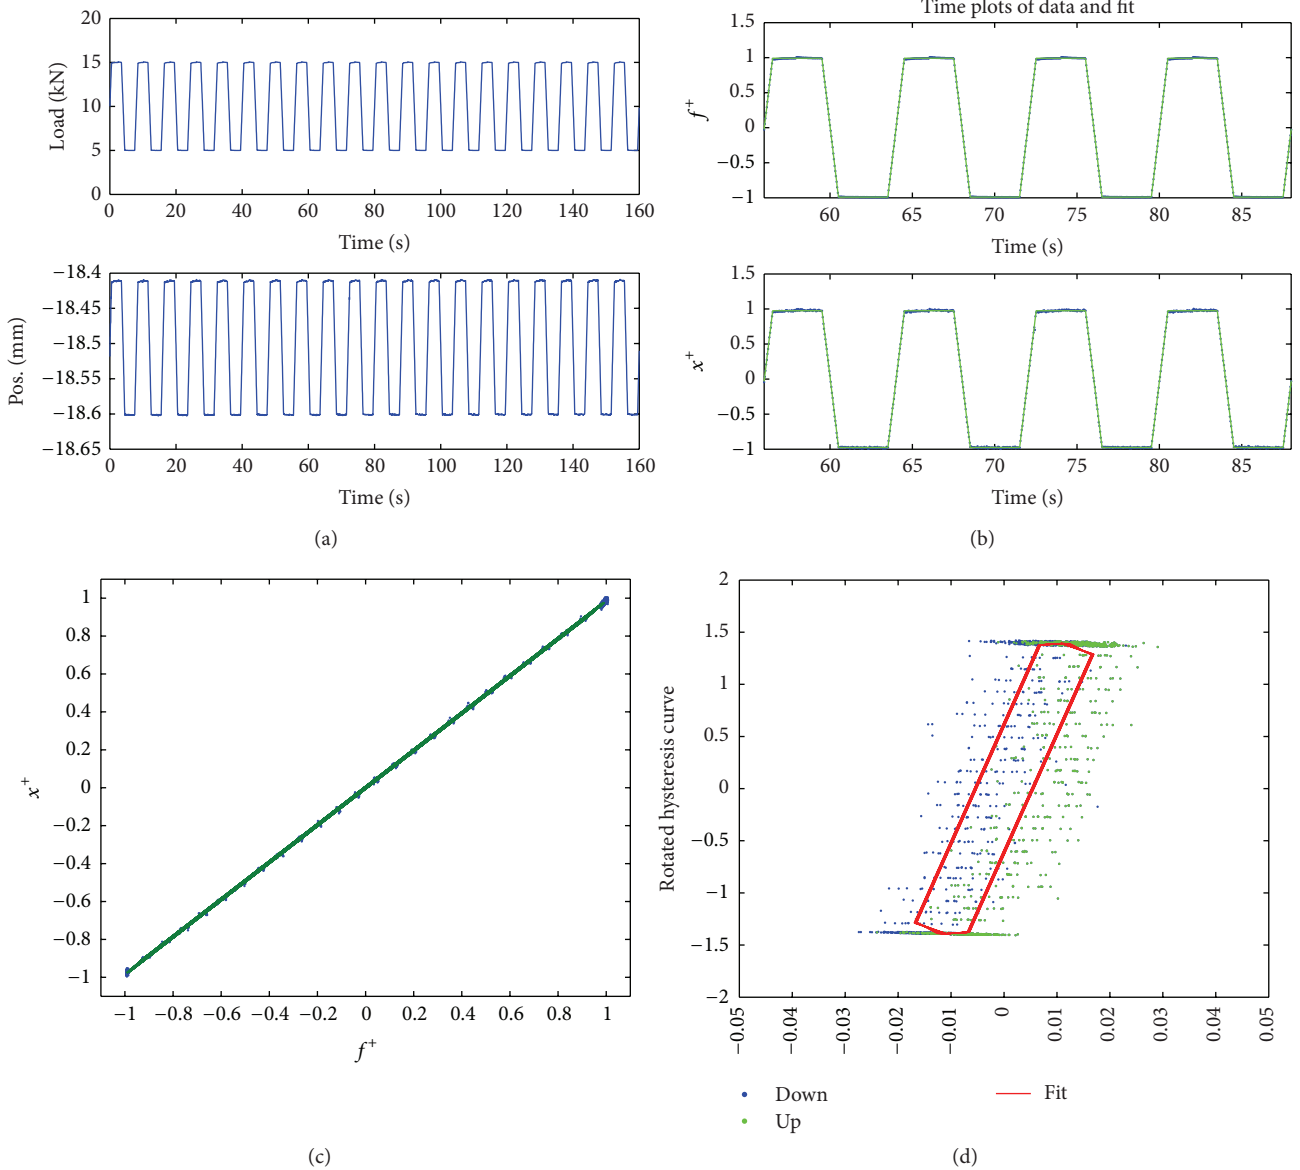 20
15
10
5
0
Load (kN)
0 20 40 60 80 100 120 140 160
Time (s)
−18.4
−18.45
−18.5
−18.55
−18.6
−18.65
Pos. (mm)
0 20 40 60 80 100 120 140 160
Time (s)
(a)
Time plots of data and fit
1.5
1
0.5
0
−0.5
−1
f+
60 65 70 75 80 85
Time (s)
1.5
1
0.5
0
−0.5
−1
x+
60 65 70 75 80 85
Time (s)
(b)
1
0.8
0.6
0.4
0.2
0
−0.2
−0.4
−0.6
−0.8
−1
x+
−1 −0.8 −0.6 −0.4 −0.2 0 0.2 0.4 0.6 0.8 1
f+
(c)
2
1.5
1
0.5
0
−0.5
−1
−1.5
−2
Rotated hysteresis curve
−0.05 −0.04 −0.03 −0.02 −0.01 0 0.01 0.02 0.03 0.04 0.05
Down
Up
Fit
(d)